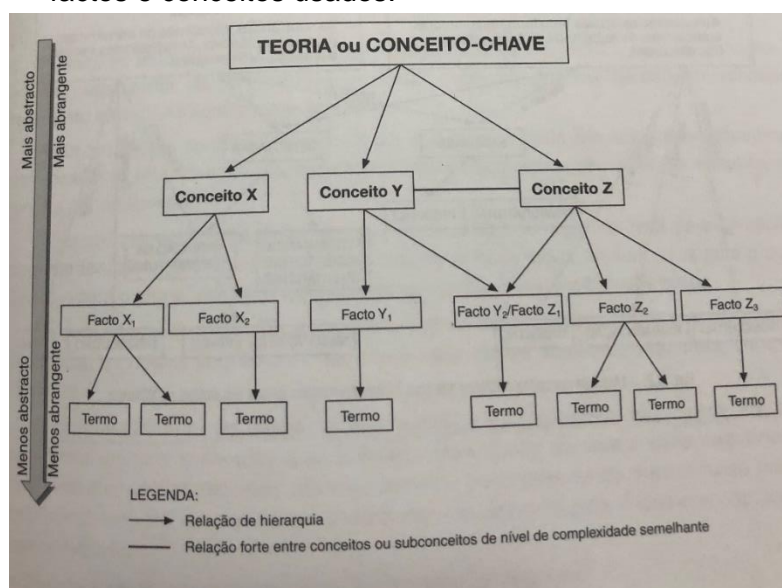 factos e conceitos usados.
TEORIA ou CONCEITO-CHAVE
Mais abstracto
Mais abrangente
Conceito X
Conceito Y
Conceito Z
Facto X₁
Facto X₂
Facto Y₁
Facto Y₂/Facto Z₁
Facto Z₂
Facto Z₃
Menos abstracto
Menos abrangente
Termo
Termo
Termo
Termo
Termo
Termo
Termo
Termo
LEGENDA:
Relação de hierarquia
Relação forte entre conceitos ou subconceitos de nível de complexidade semelhante